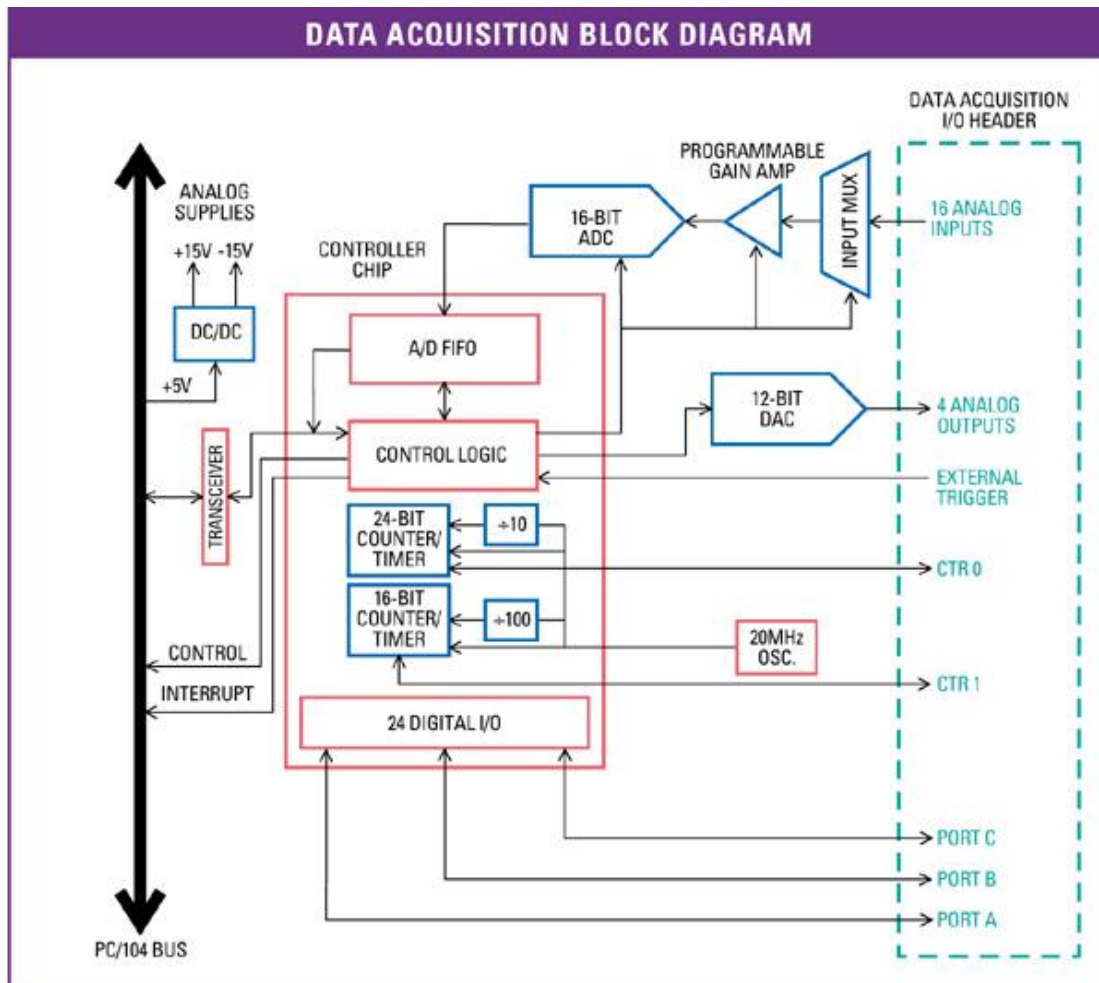 DATA ACQUISITION BLOCK DIAGRAM
DATA ACQUISITION
I/O HEADER
PROGRAMMABLE
GAIN AMP
ANALOG
SUPPLIES
+15V -15V
DC/DC
+5V
CONTROLLER
CHIP
16-BIT
ADC
INPUT MUX
16 ANALOG
INPUTS
A/D FIFO
12-BIT
DAC
4 ANALOG
OUTPUTS
CONTROL LOGIC
EXTERNAL
TRIGGER
TRANSCEIVER
24-BIT
COUNTER/
TIMER
÷10
CTR 0
16-BIT
COUNTER/
TIMER
÷100
20MHz
OSC.
CONTROL
INTERRUPT
CTR 1
24 DIGITAL I/O
PORT C
PORT B
PORT A
PC/104 BUS